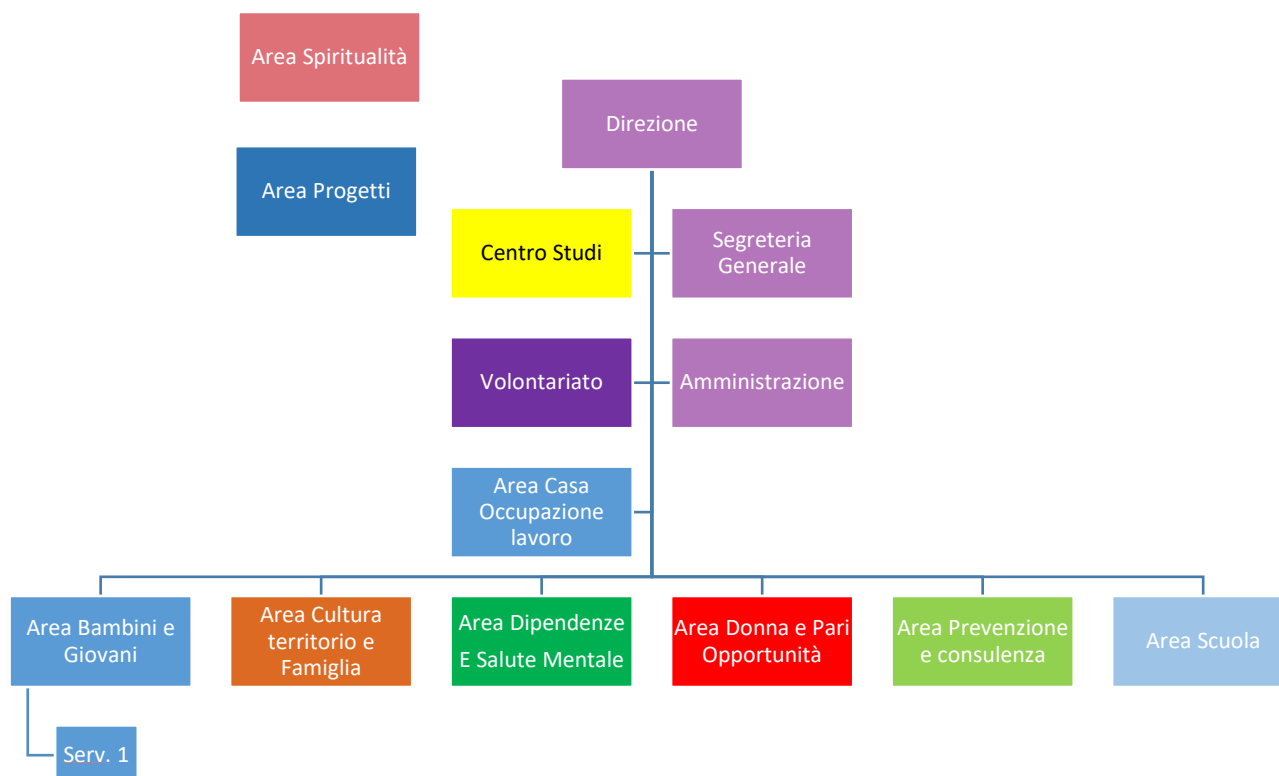 Area Spiritualità
Direzione
Area Progetti
Centro Studi
Segreteria
Generale
Volontariato
Amministrazione
Area Casa
Occupazione
lavoro
Area Bambini e
Giovani
Area Cultura
territorio e
Famiglia
Area Dipendenze
E Salute Mentale
Area Donna e Pari
Opportunità
Area Prevenzione
e consulenza
Area Scuola
Serv. 1